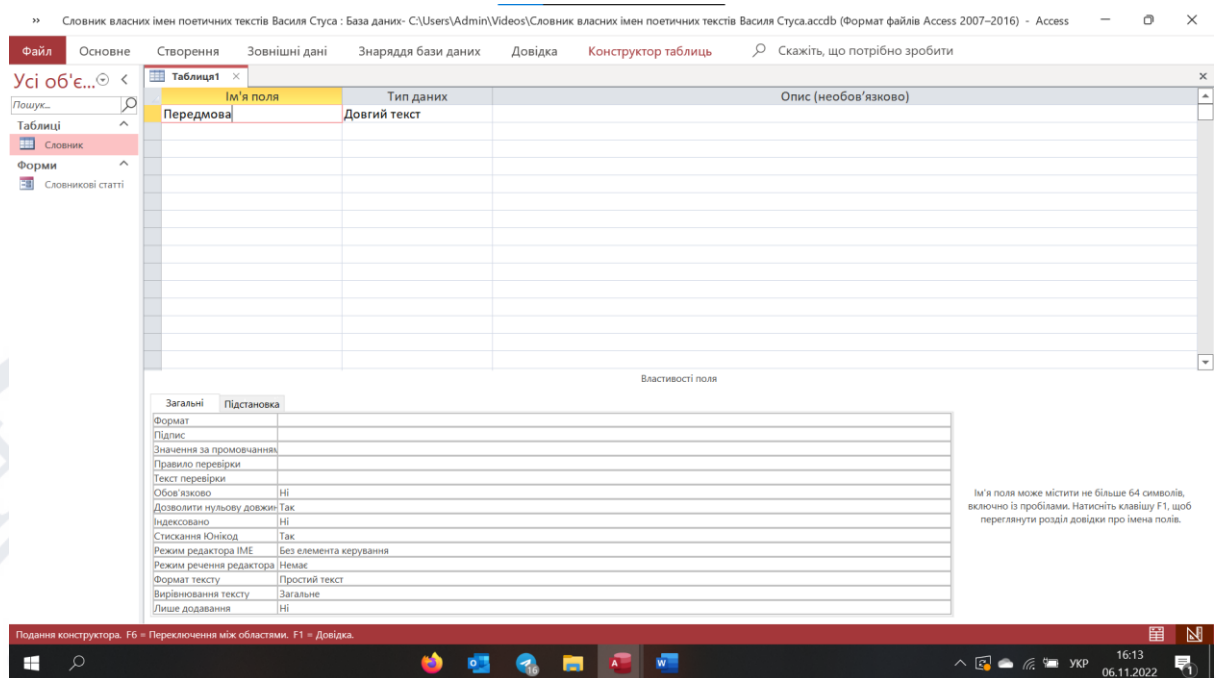 Словник власних імен поетичних текстів Василя Стуса : База даних- C:\Users\Admin\Videos\Словник власних імен поетичних текстів Василя Стуса.accdb (Формат файлів Access 2007–2016) - Access
Файл Основне Створення Зовнішні дані Знаряддя бази даних Довідка Конструктор таблиць Скажіть, що потрібно зробити
Усі об'є...
Таблиця1
Ім'я поля Тип даних Опис (необов'язково)
Пошук...
Передмова Довгий текст
Таблиці
Словник
Форми
Словникові статті
Властивості поля
Загальні Підстановка
Формат
Підпис
Значення за промовчанням
Правило перевірки
Текст перевірки
Обов'язково Ні
Дозволити нульову довжин Так
Індексовано Ні
Стискання Юнікод Так
Режим редактора IME Без елемента керування
Режим речення редактора Немає
Формат тексту Простий текст
Вирівнювання тексту Загальне
Лише додавання Ні
Ім'я поля може містити не більше 64 символів,
включно із пробілами. Натисніть клавішу F1, щоб
переглянути розділ довідки про імена полів.
Подання конструктора. F6 = Переключення між областями. F1 = Довідка.
16
УКР
16:13
06.11.2022
1